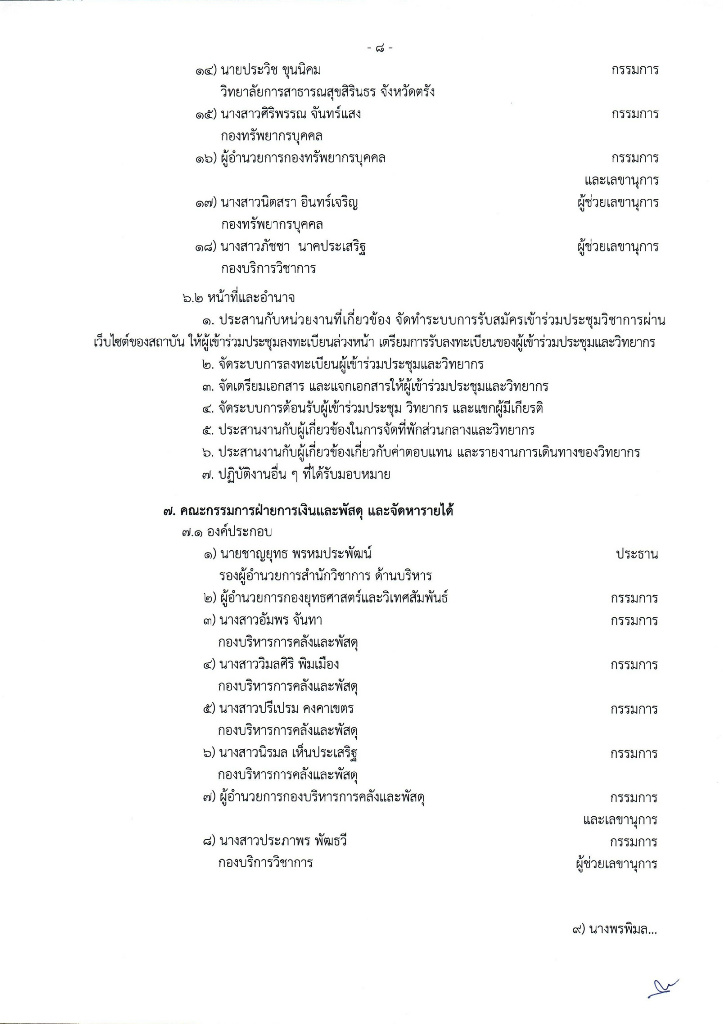 - ๘ -
๑๔) นายประวิช ขุนนิคม กรรมการ
วิทยาลัยการสาธารณสุขสิรินธร จังหวัดตรัง
๑๕) นางสาวศิริพรรณ จันทร์แสง กรรมการ
กองทรัพยากรบุคคล
๑๖) ผู้อำนวยการกองทรัพยากรบุคคล กรรมการ
และเลขานุการ
๑๗) นางสาวนิตสรา อินทร์เจริญ ผู้ช่วยเลขานุการ
กองทรัพยากรบุคคล
๑๘) นางสาวภัชชา นาคประเสริฐ ผู้ช่วยเลขานุการ
กองบริการวิชาการ
๖.๒ หน้าที่และอำนาจ
๑. ประสานกับหน่วยงานที่เกี่ยวข้อง จัดทำระบบการรับสมัครเข้าร่วมประชุมวิชาการผ่าน
เว็บไซต์ของสถาบัน ให้ผู้เข้าร่วมประชุมลงทะเบียนล่วงหน้า เตรียมการรับลงทะเบียนของผู้เข้าร่วมประชุมและวิทยากร
๒. จัดระบบการลงทะเบียนผู้เข้าร่วมประชุมและวิทยากร
๓. จัดเตรียมเอกสาร และแจกเอกสารให้ผู้เข้าร่วมประชุมและวิทยากร
๔. จัดระบบการต้อนรับผู้เข้าร่วมประชุม วิทยากร และแขกผู้มีเกียรติ
๕. ประสานงานกับผู้เกี่ยวข้องในการจัดที่พักส่วนกลางและวิทยากร
๖. ประสานงานกับผู้เกี่ยวข้องเกี่ยวกับค่าตอบแทน และรายงานการเดินทางของวิทยากร
๗. ปฏิบัติงานอื่น ๆ ที่ได้รับมอบหมาย
๗. คณะกรรมการฝ่ายการเงินและพัสดุ และจัดหารายได้
๗.๑ องค์ประกอบ
๑) นายชาญยุทธ พรหมประพัฒน์ ประธาน
รองผู้อำนวยการสำนักวิชาการ ด้านบริหาร
๒) ผู้อำนวยการกองยุทธศาสตร์และวิเทศสัมพันธ์ กรรมการ
๓) นางสาวอัมพร จันทา กรรมการ
กองบริหารการคลังและพัสดุ
๔) นางสาววิมลศิริ พิมเมือง กรรมการ
กองบริหารการคลังและพัสดุ
๕) นางสาวปรีเปรม คงคาเขตร กรรมการ
กองบริหารการคลังและพัสดุ
๖) นางสาวนิรมล เห็นประเสริฐ กรรมการ
กองบริหารการคลังและพัสดุ
๗) ผู้อำนวยการกองบริหารการคลังและพัสดุ กรรมการ
และเลขานุการ
๘) นางสาวประภาพร พัฒธวี กรรมการ
กองบริการวิชาการ ผู้ช่วยเลขานุการ
๙) นางพรพิมล...